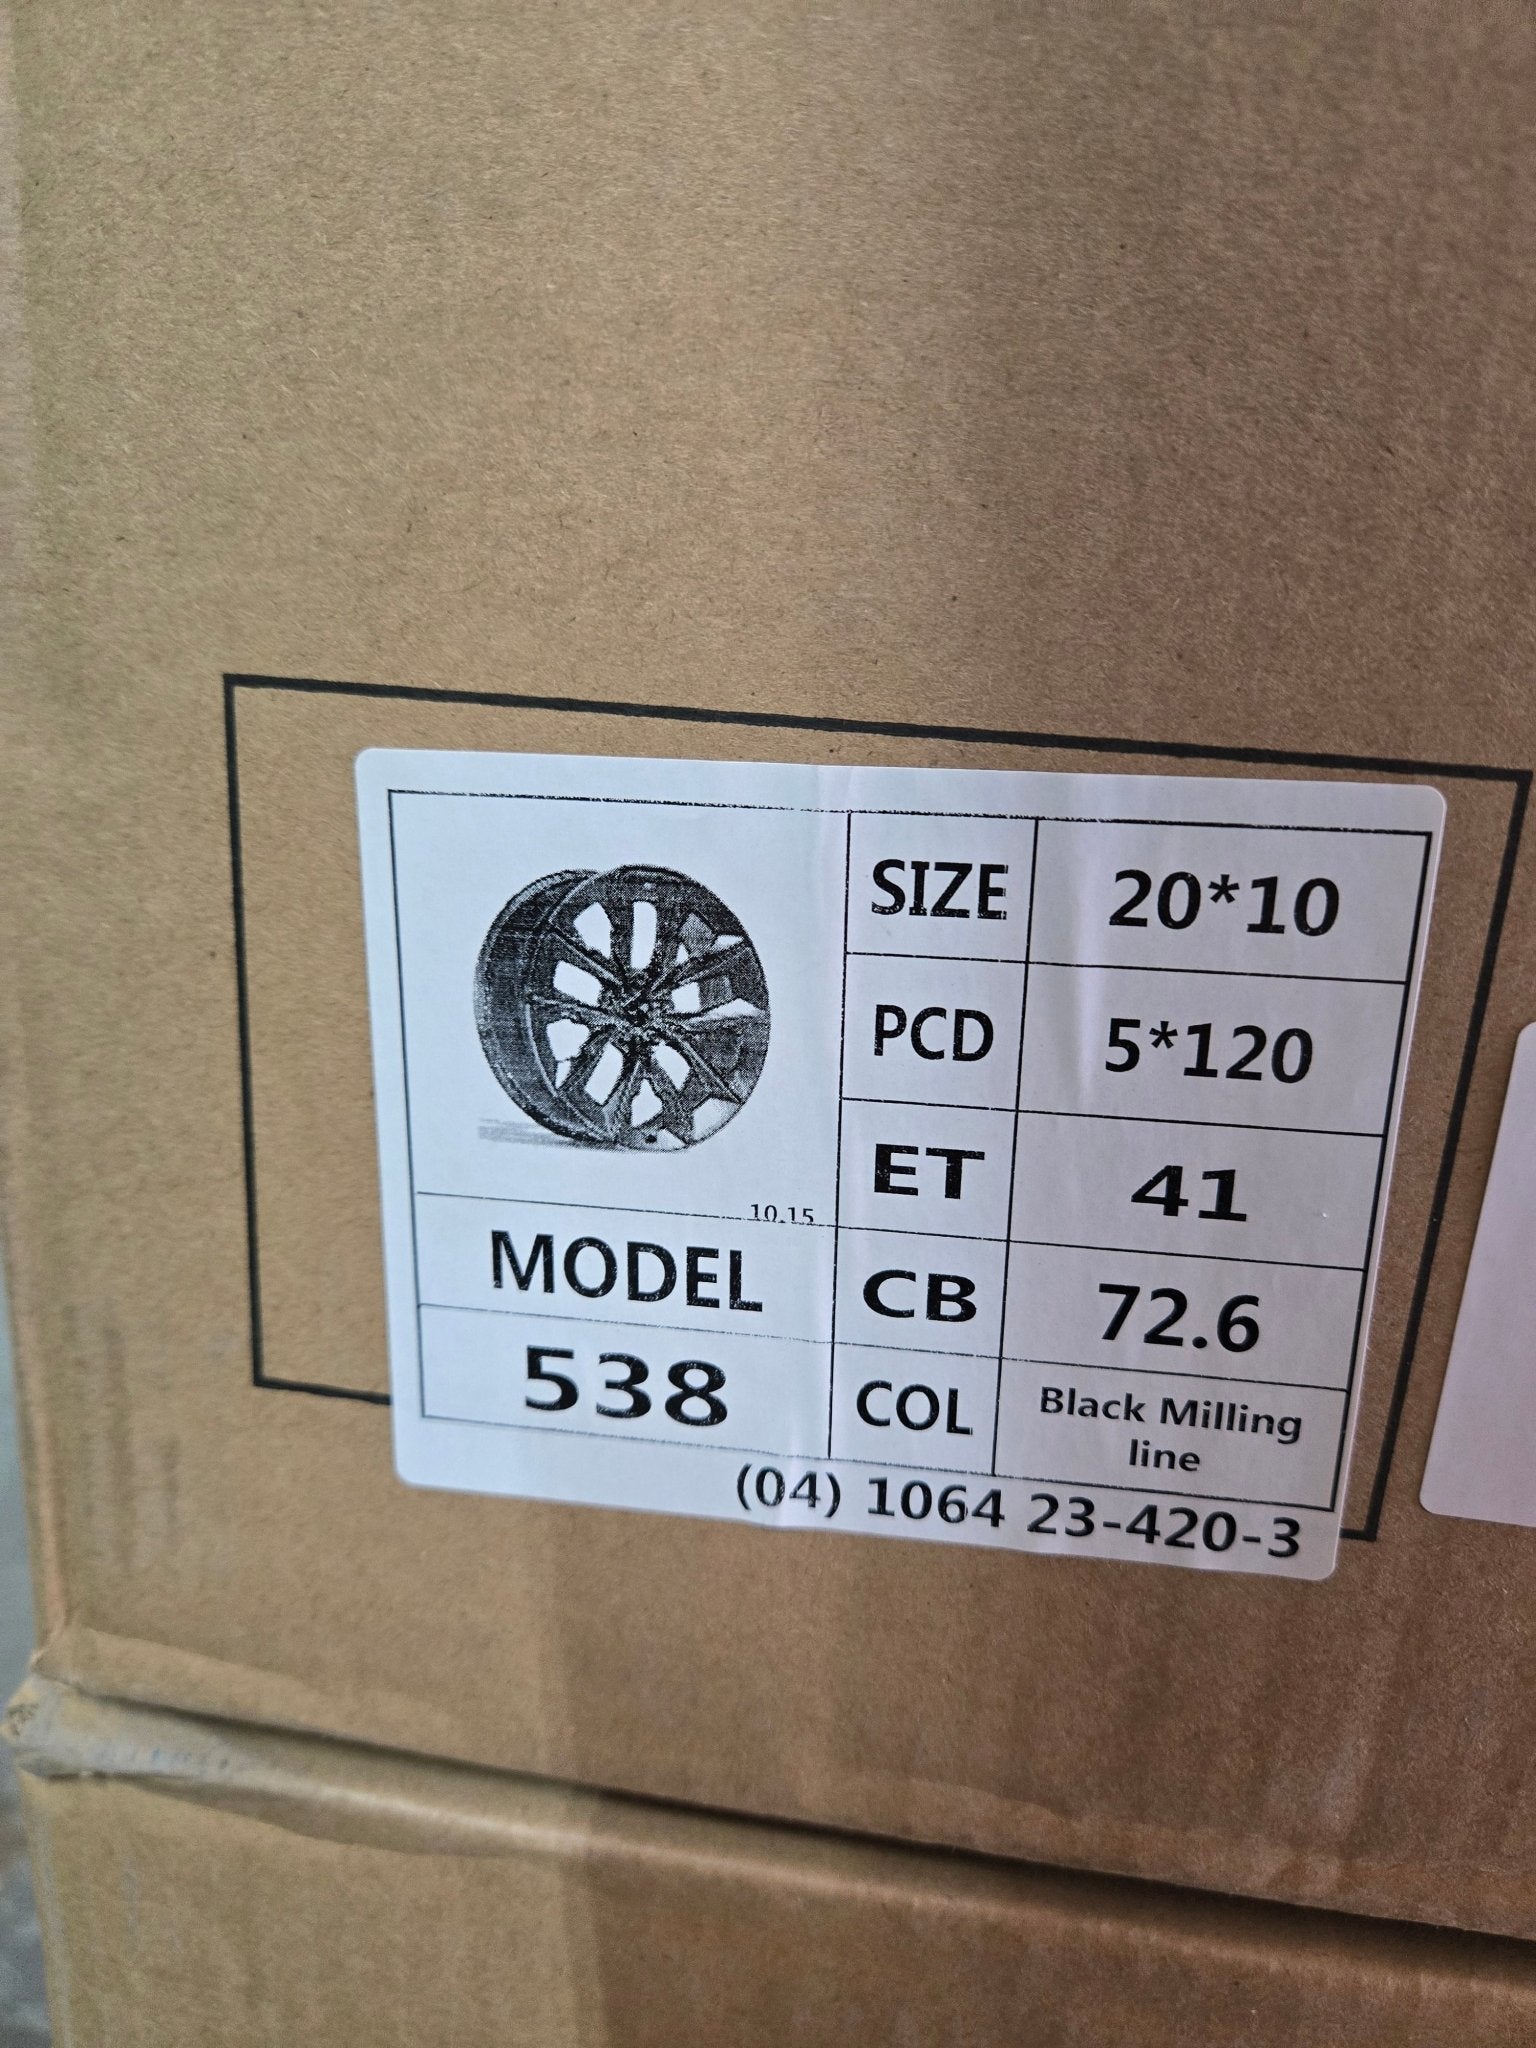 SIZE 20*10
PCD 5*120
ET 41
10.15
MODEL
CB 72.6
538
COL Black Milling
line
(04) 1064 23-420-3